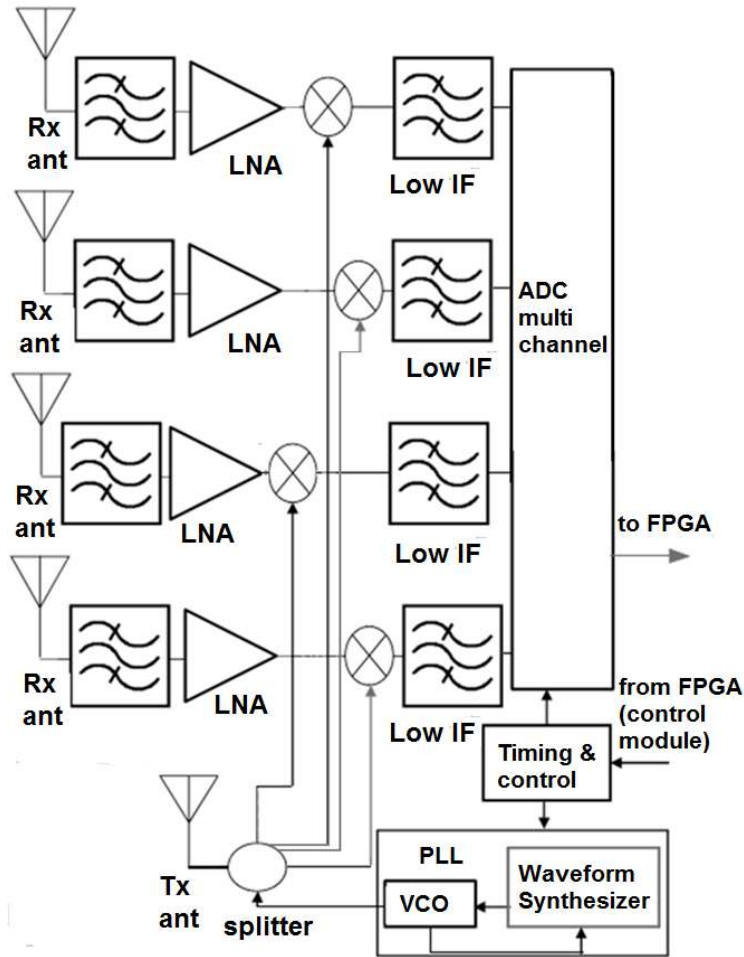 Rx
ant
LNA
Low IF
Rx
ant
LNA
Low IF
ADC
multi
channel
Rx
ant
LNA
Low IF
to FPGA
Rx
ant
LNA
Low IF
from FPGA
(control
module)
Timing &
control
Tx
ant
splitter
PLL
VCO
Waveform
Synthesizer